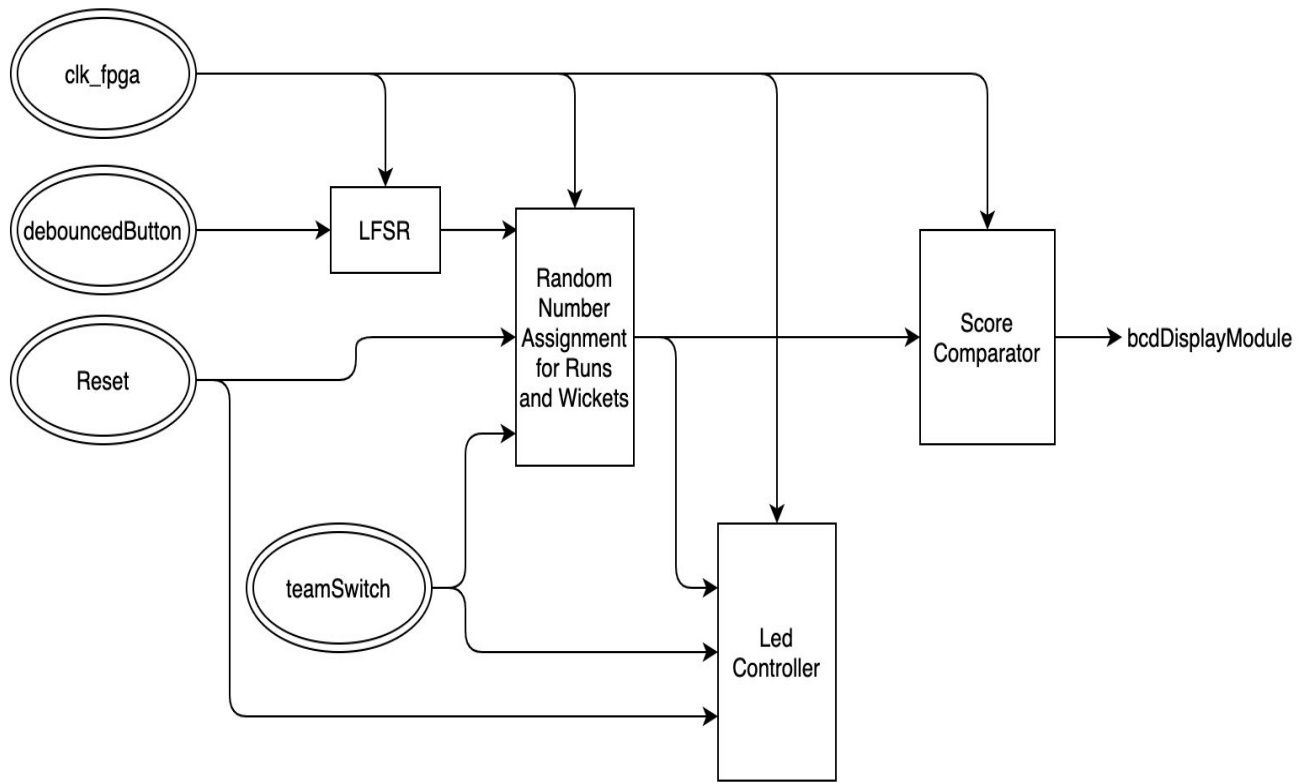 clk_fpga
debouncedButton
LFSR
Reset
Random
Number
Assignment
for Runs
and Wickets
Score
Comparator
bcdDisplayModule
teamSwitch
Led
Controller